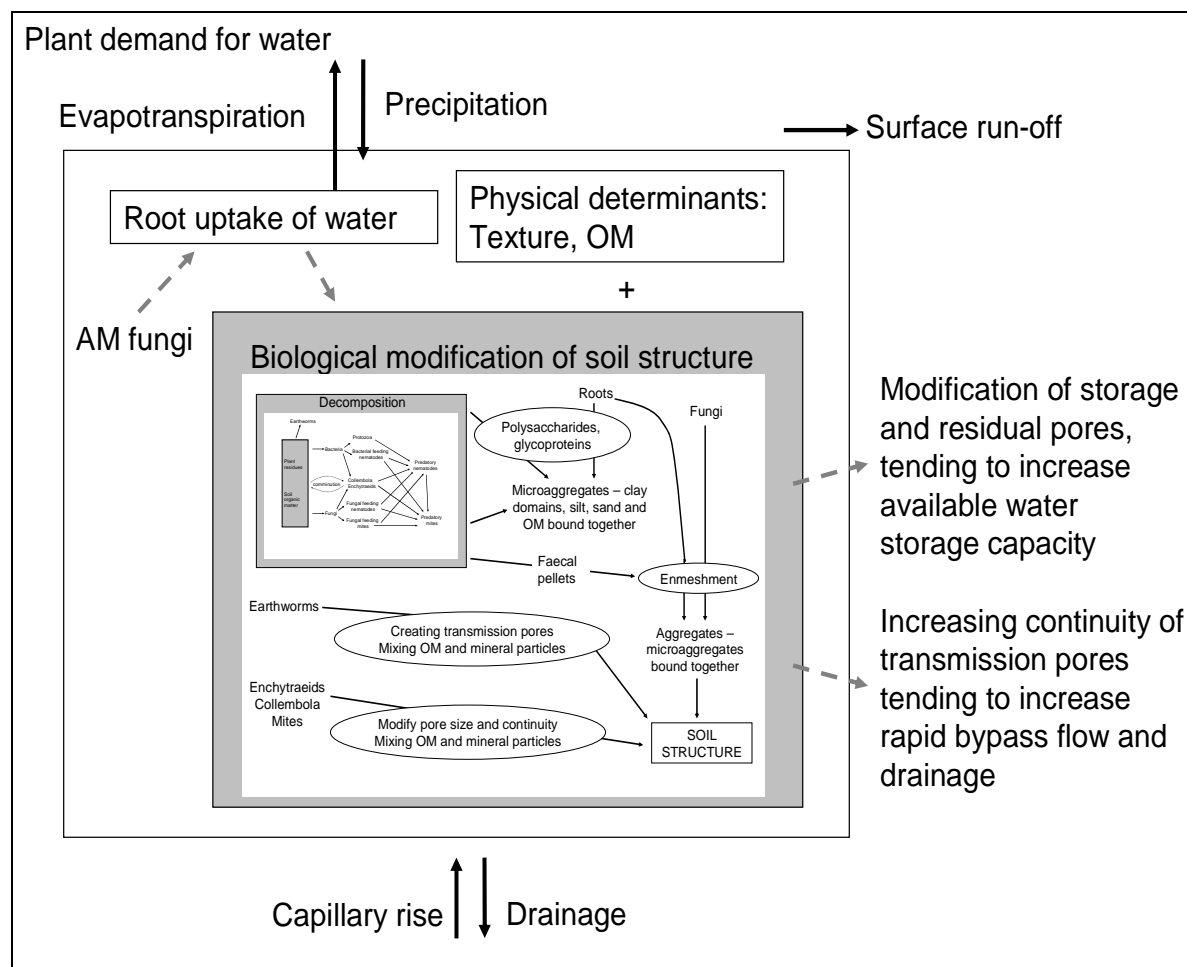 Plant demand for water
Evapotranspiration
Precipitation
Surface run-off
Root uptake of water
Physical determinants:
Texture, OM
+
AM fungi
Biological modification of soil structure
Decomposition
Earthworms
Plant
residues
Soil
organic
matter
Bacteria
Protozoa
Bacterial feeding
nematodes
Predatory
nematodes
comminution
Collembola
Enchytraeids
Fungi
Fungal feeding
nematodes
Fungal feeding
mites
Predatory
mites
Roots
Fungi
Polysaccharides,
glycoproteins
Microaggregates – clay
domains, silt, sand and
OM bound together
Faecal
pellets
Enmeshment
Earthworms
Creating transmission pores
Mixing OM and mineral particles
Aggregates –
microaggregates
bound together
Enchytraeids
Collembola
Mites
Modify pore size and continuity
Mixing OM and mineral particles
SOIL
STRUCTURE
Modification of storage
and residual pores,
tending to increase
available water
storage capacity
Increasing continuity of
transmission pores
tending to increase
rapid bypass flow and
drainage
Capillary rise
Drainage